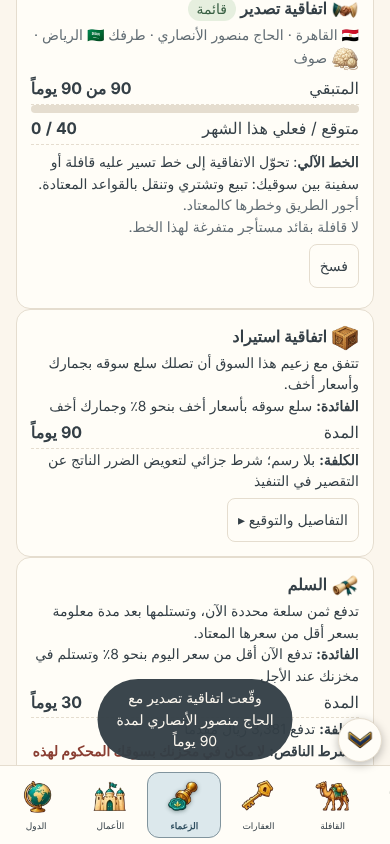 اتفاقية تصدير قائمة
🇪🇬 القاهرة · الحاج منصور الأنصاري · طرفك 🇸🇦 الرياض ·
صوف
المتبقي 90 من 90 يوماً
متوقع / فعلي هذا الشهر 40 / 0
الخط الآلي: تحوّل الاتفاقية إلى خط تسير عليه قافلة أو
سفينة بين سوقيك: تبيع وتشتري وتنقل بالقواعد المعتادة.
أجور الطريق وخطرها كالمعتاد.
لا قافلة بقائد مستأجر متفرغة لهذا الخط.
فسخ
اتفاقية استيراد
تتفق مع زعيم هذا السوق أن تصلك سلع سوقه بجمارك
وأسعار أخف.
الفائدة: سلع سوقه بأسعار أخف بنحو 8٪ وجمارك أخف
المدة 90 يوماً
الكلفة: بلا رسم؛ شرط جزائي لتعويض الضرر الناتج عن
التقصير في التنفيذ
التفاصيل والتوقيع ▸
السلم
تدفع ثمن سلعة محددة الآن، وتستلمها بعد مدة معلومة
بسعر أقل من سعرها المعتاد.
الفائدة: تدفع الآن أقل من سعر اليوم بنحو 8٪ وتستلم في
مخزنك عند الأجل
المدة 30 يوماً
تدفع
المحكوم لهذه
وقّعت اتفاقية تصدير مع
الحاج منصور الأنصاري لمدة
90 يوماً
القافلة
العقارات
الزعماء
الأعمال
الدول